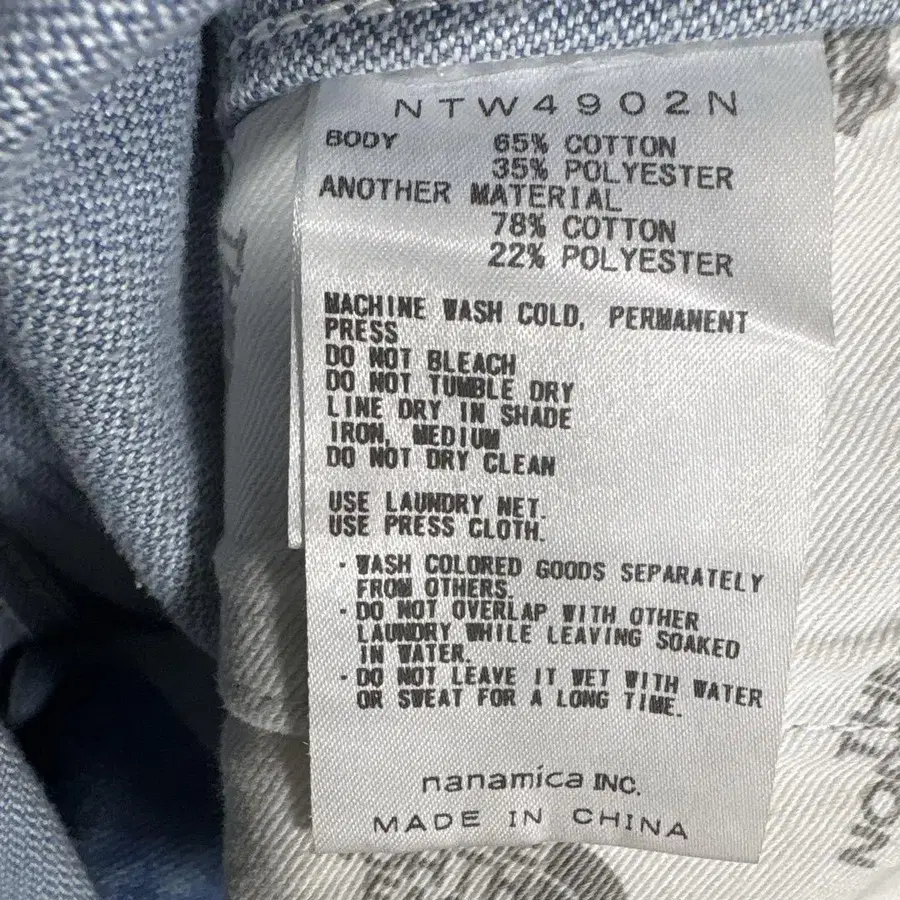 NTW4902N
BODY 65% COTTON
35% POLYESTER
ANOTHER MATERIAL
78% COTTON
22% POLYESTER
MACHINE WASH COLD, PERMANENT
PRESS
DO NOT BLEACH
DO NOT TUMBLE DRY
LINE DRY IN SHADE
IRON, MEDIUM
DO NOT DRY CLEAN
USE LAUNDRY NET.
USE PRESS CLOTH.
· WASH COLORED GOODS SEPARATELY
FROM OTHERS.
· DO NOT OVERLAP WITH OTHER
LAUNDRY WHILE LEAVING SOAKED
IN WATER.
· DO NOT LEAVE IT WET WITH WATER
OR SWEAT FOR A LONG TIME.
nanamica INC.
MADE IN CHINA